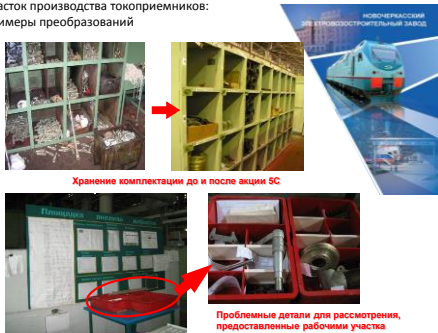 асток производства токоприемников:
имеры преобразований
НОВОЧЕРКАССКИЙ
ЭЛЕКТРОВОЗОСТРОИТЕЛЬНЫЙ ЗАВОД
Хранение комплектации до и после акции 5С
Площадка
Проблемные детали для рассмотрения,
предоставленные рабочими участка